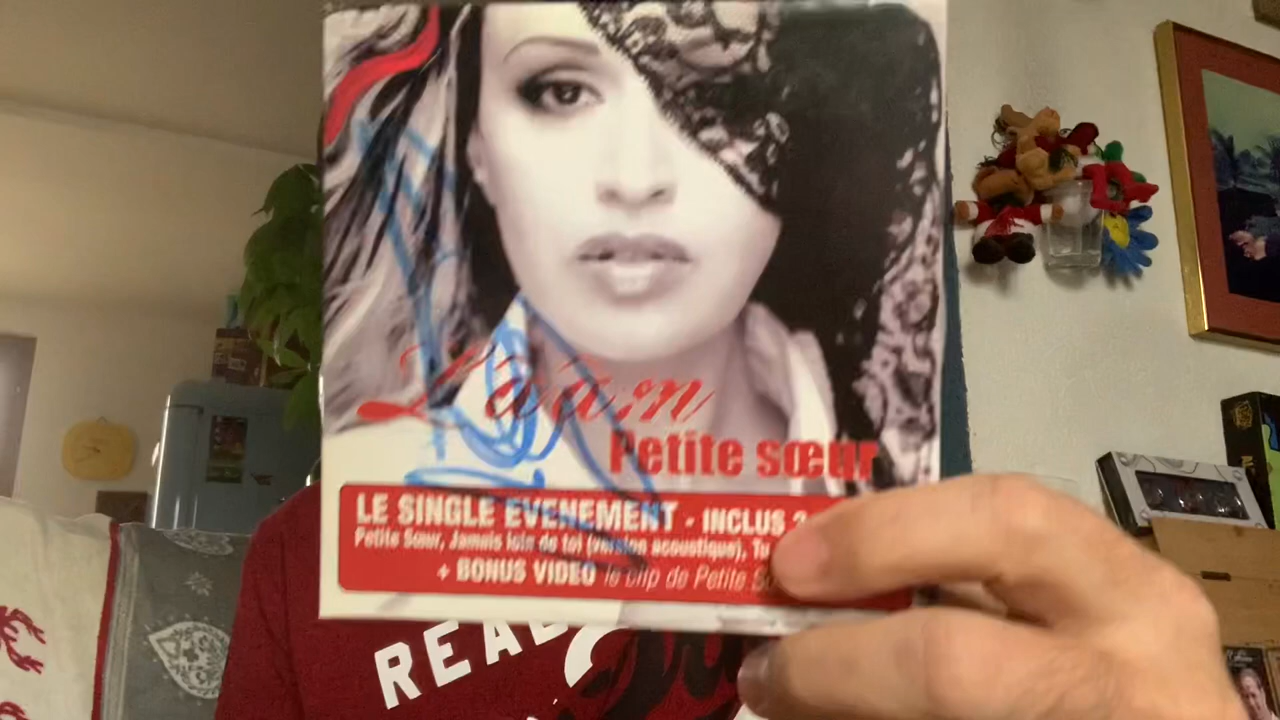 Lââm
Petite sœur
LE SINGLE EVENEMENT - INCLUS
Petite Sœur, Jamais loin de toi (version acoustique), Tu
+ BONUS VIDEO le clip de Petite
REAL